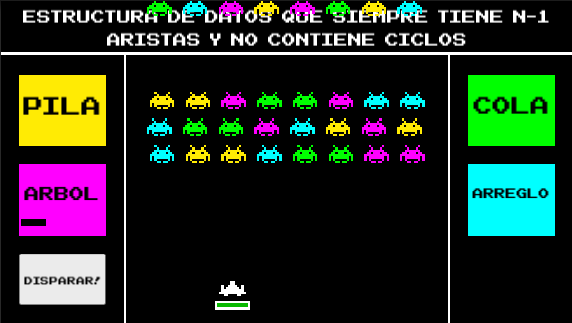 ESTRUCTURA DE DATOS QUE SIEMPRE TIENE N-1
ARISTAS Y NO CONTIENE CICLOS
PILA
COLA
ARBOL
ARREGLO
DISPARAR!